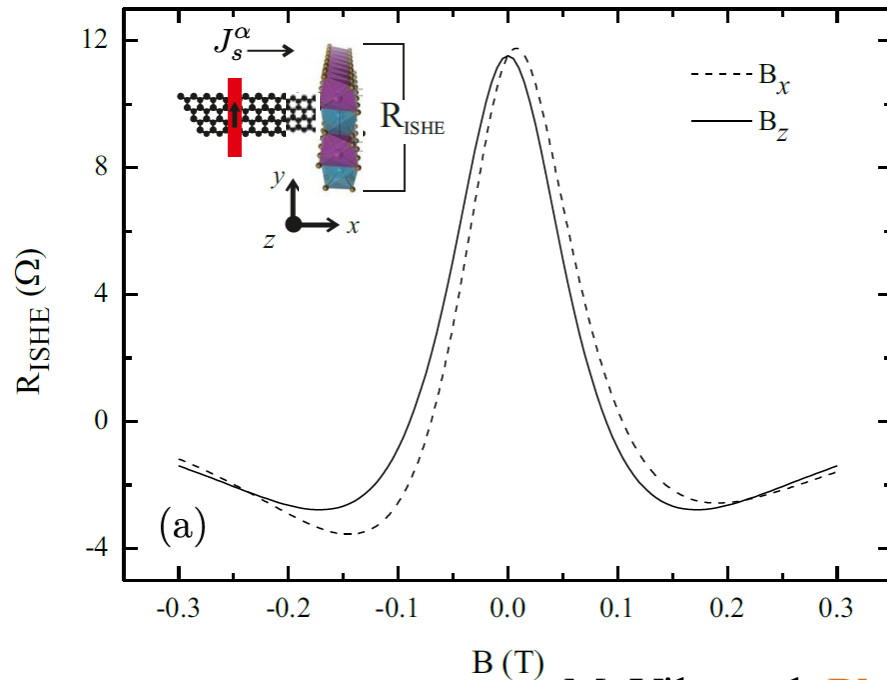 12
8
4
0
-4
R_ISHE (Ω)
J_s^α
R_ISHE
y
z
x
B_x
B_z
(a)
-0.3 -0.2 -0.1 0.0 0.1 0.2 0.3
B (T)